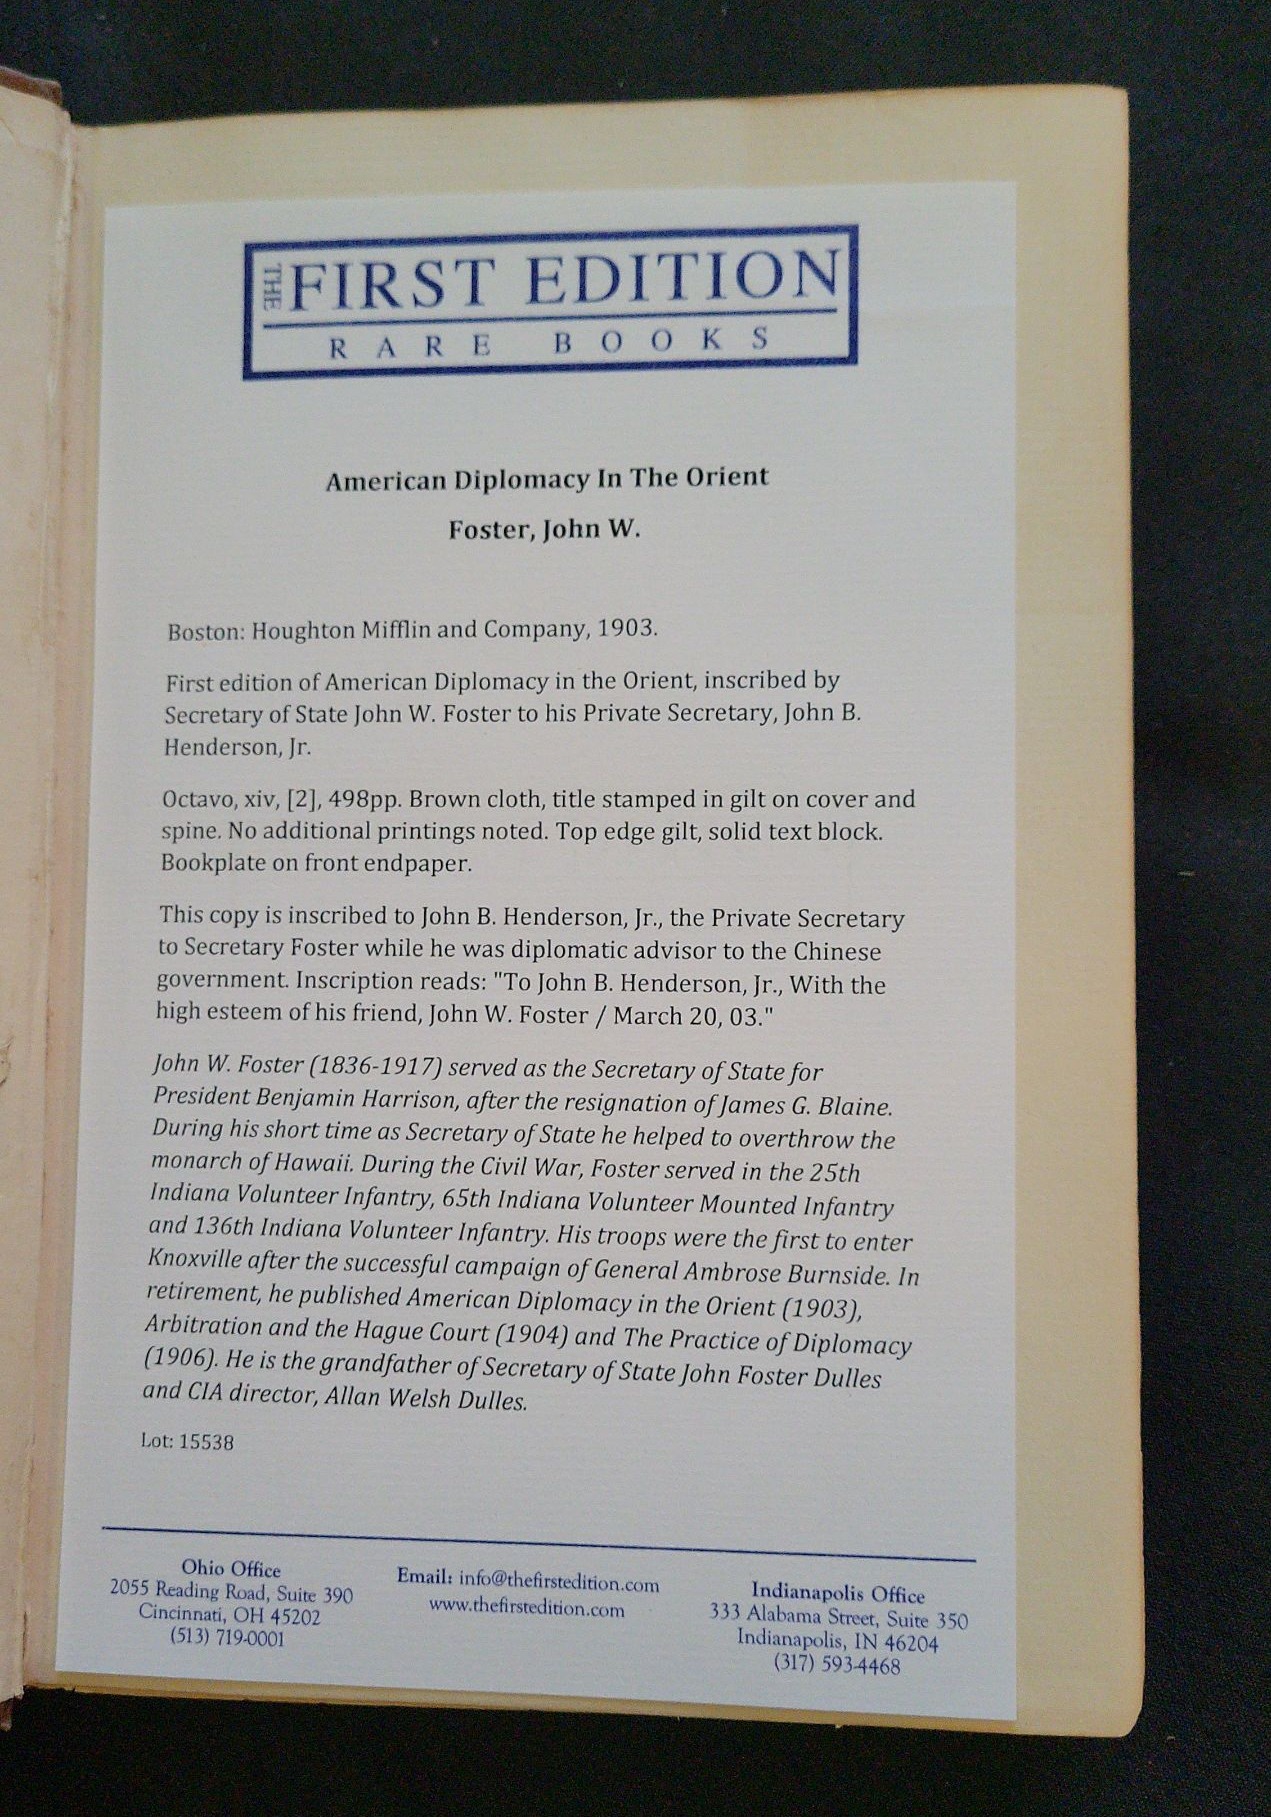 THE FIRST EDITION
RARE BOOKS
American Diplomacy In The Orient
Foster, John W.
Boston: Houghton Mifflin and Company, 1903.
First edition of American Diplomacy in the Orient, inscribed by
Secretary of State John W. Foster to his Private Secretary, John B.
Henderson, Jr.
Octavo, xiv, [2], 498pp. Brown cloth, title stamped in gilt on cover and
spine. No additional printings noted. Top edge gilt, solid text block.
Bookplate on front endpaper.
This copy is inscribed to John B. Henderson, Jr., the Private Secretary
to Secretary Foster while he was diplomatic advisor to the Chinese
government. Inscription reads: "To John B. Henderson, Jr., With the
high esteem of his friend, John W. Foster / March 20, 03."
John W. Foster (1836-1917) served as the Secretary of State for
President Benjamin Harrison, after the resignation of James G. Blaine.
During his short time as Secretary of State he helped to overthrow the
monarch of Hawaii. During the Civil War, Foster served in the 25th
Indiana Volunteer Infantry, 65th Indiana Volunteer Mounted Infantry
and 136th Indiana Volunteer Infantry. His troops were the first to enter
Knoxville after the successful campaign of General Ambrose Burnside. In
retirement, he published American Diplomacy in the Orient (1903),
Arbitration and the Hague Court (1904) and The Practice of Diplomacy
(1906). He is the grandfather of Secretary of State John Foster Dulles
and CIA director, Allan Welsh Dulles.
Lot: 15538
Ohio Office
2055 Reading Road, Suite 390
Cincinnati, OH 45202
(513) 719-0001
Email: info@thefirstedition.com
www.thefirstedition.com
Indianapolis Office
333 Alabama Street, Suite 350
Indianapolis, IN 46204
(317) 593-4468